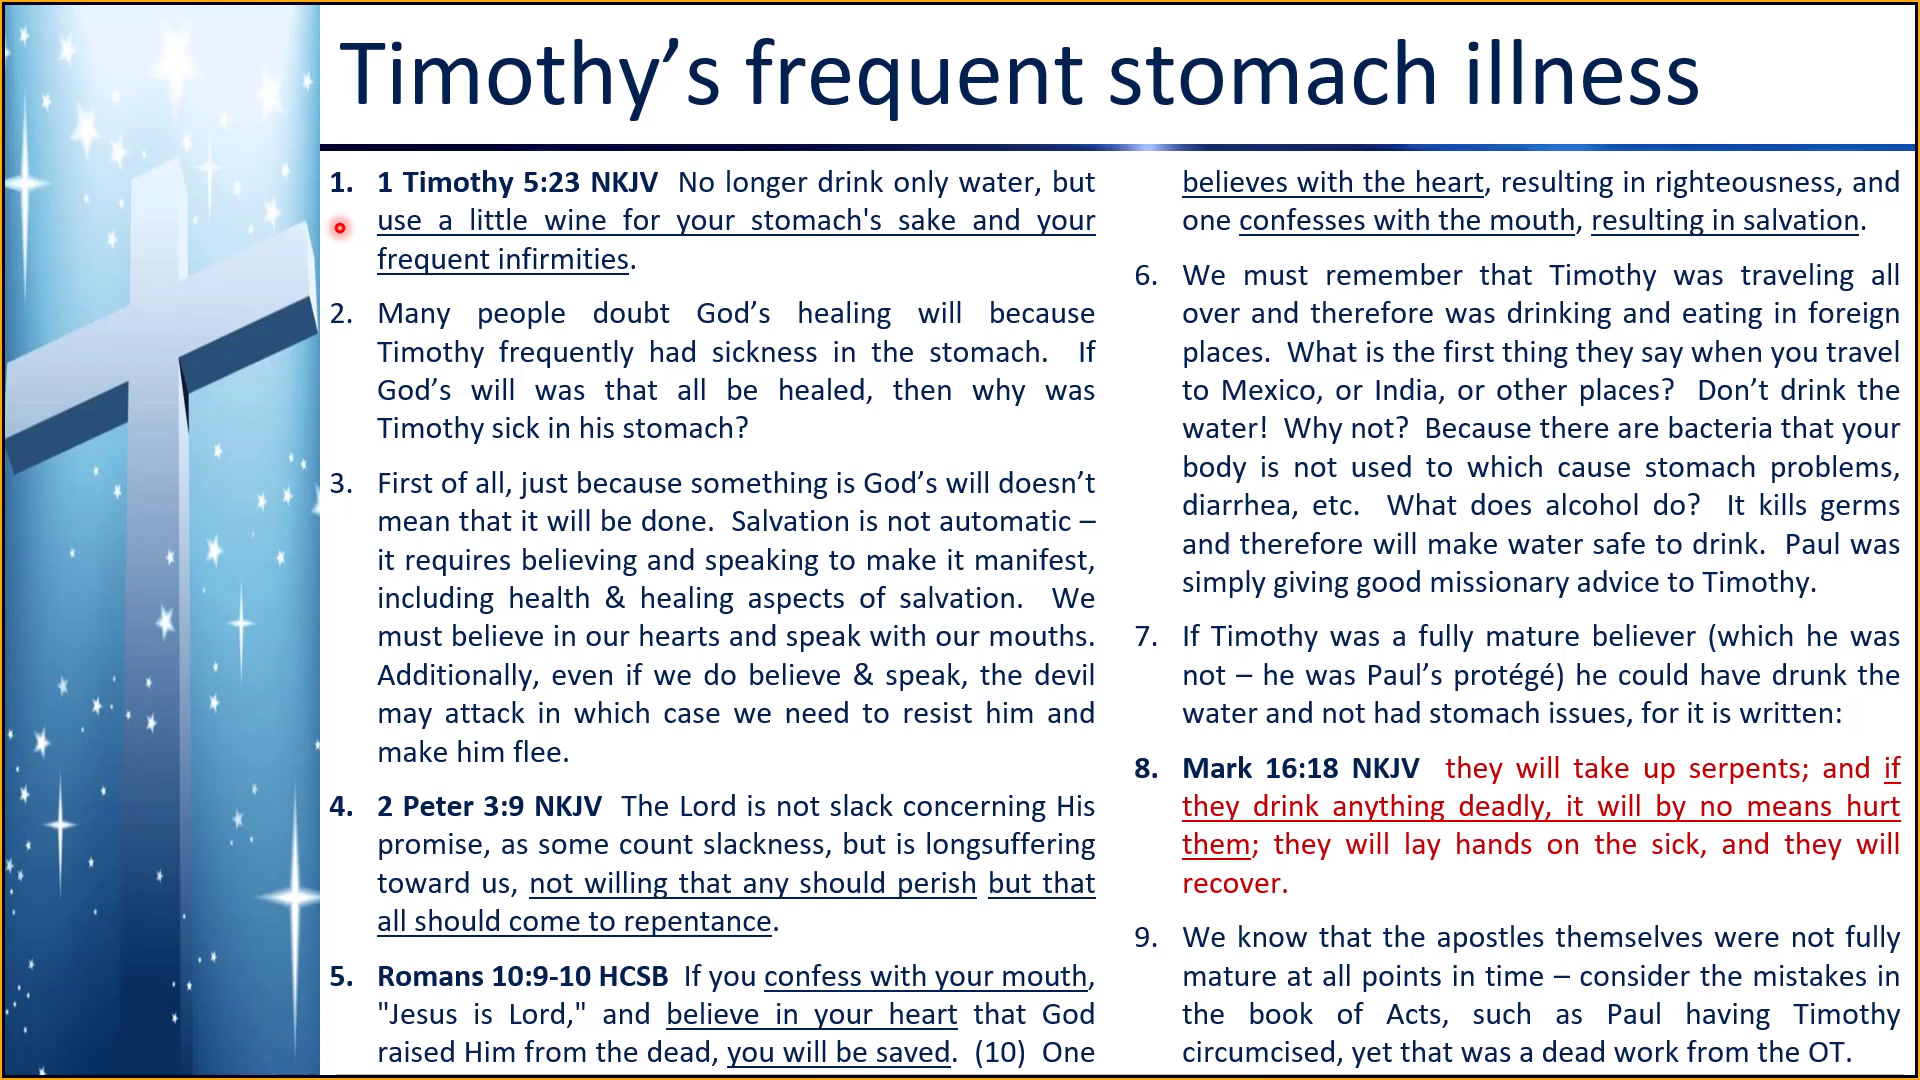 Timothy’s frequent stomach illness
1. 1 Timothy 5:23 NKJV No longer drink only water, but
use a little wine for your stomach's sake and your
frequent infirmities.
2. Many people doubt God’s healing will because
Timothy frequently had sickness in the stomach. If
God’s will was that all be healed, then why was
Timothy sick in his stomach?
3. First of all, just because something is God’s will doesn’t
mean that it will be done. Salvation is not automatic –
it requires believing and speaking to make it manifest,
including health & healing aspects of salvation. We
must believe in our hearts and speak with our mouths.
Additionally, even if we do believe & speak, the devil
may attack in which case we need to resist him and
make him flee.
4. 2 Peter 3:9 NKJV The Lord is not slack concerning His
promise, as some count slackness, but is longsuffering
toward us, not willing that any should perish but that
all should come to repentance.
5. Romans 10:9-10 HCSB If you confess with your mouth,
"Jesus is Lord," and believe in your heart that God
raised Him from the dead, you will be saved. (10) One
believes with the heart, resulting in righteousness, and
one confesses with the mouth, resulting in salvation.
6. We must remember that Timothy was traveling all
over and therefore was drinking and eating in foreign
places. What is the first thing they say when you travel
to Mexico, or India, or other places? Don’t drink the
water! Why not? Because there are bacteria that your
body is not used to which cause stomach problems,
diarrhea, etc. What does alcohol do? It kills germs
and therefore will make water safe to drink. Paul was
simply giving good missionary advice to Timothy.
7. If Timothy was a fully mature believer (which he was
not – he was Paul’s protégé) he could have drunk the
water and not had stomach issues, for it is written:
8. Mark 16:18 NKJV they will take up serpents; and if
they drink anything deadly, it will by no means hurt
them; they will lay hands on the sick, and they will
recover.
9. We know that the apostles themselves were not fully
mature at all points in time – consider the mistakes in
the book of Acts, such as Paul having Timothy
circumcised, yet that was a dead work from the OT.